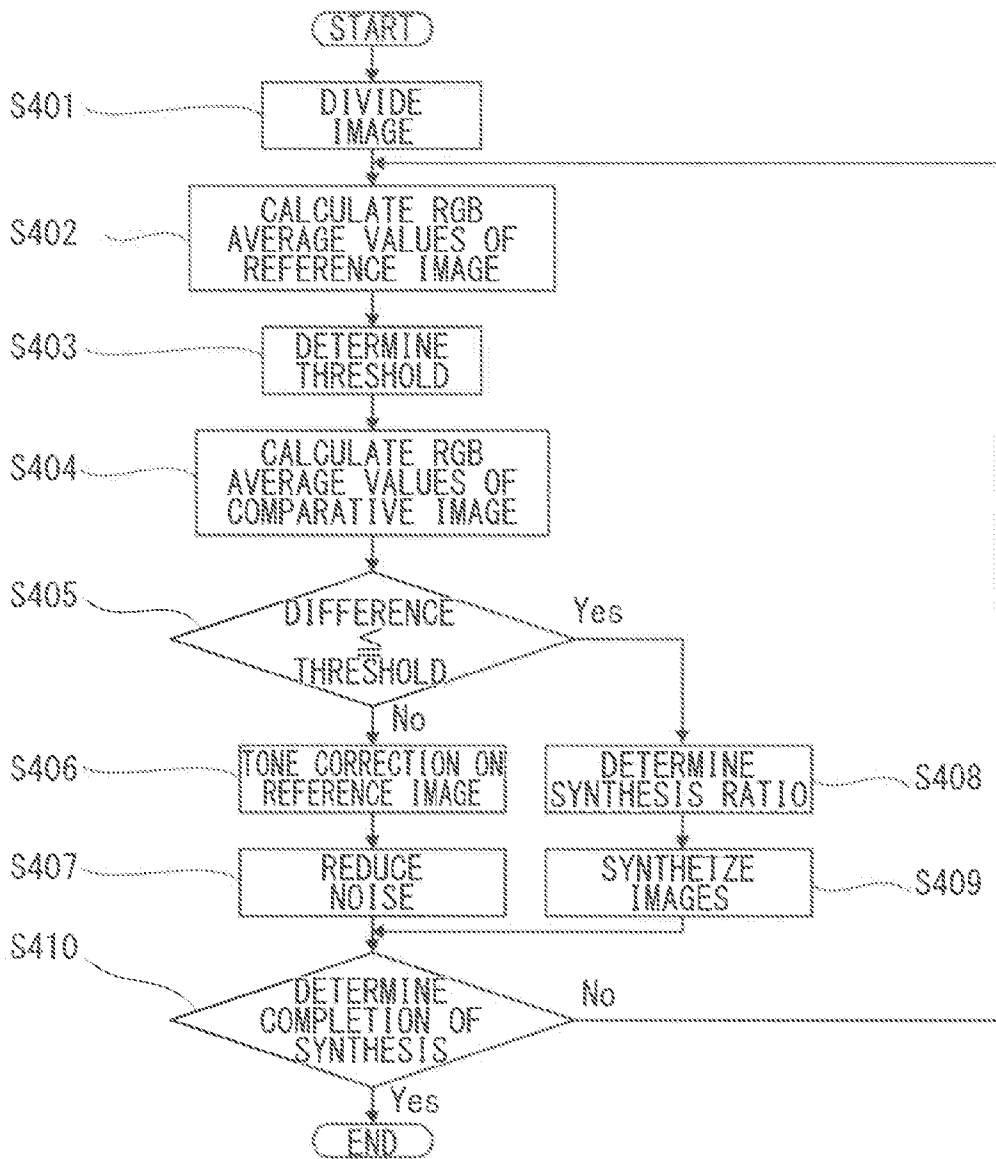 START
S401
DIVIDE
IMAGE
S402
CALCULATE RGB
AVERAGE VALUES OF
REFERENCE IMAGE
S403
DETERMINE
THRESHOLD
S404
CALCULATE RGB
AVERAGE VALUES OF
COMPARATIVE IMAGE
S405
DIFFERENCE
≦
THRESHOLD
Yes
No
S406
TONE CORRECTION ON
REFERENCE IMAGE
DETERMINE
SYNTHESIS RATIO
S408
S407
REDUCE
NOISE
SYNTHEIZE
IMAGES
S409
S410
DETERMINE
COMPLETION OF
SYNTHESIS
No
Yes
END